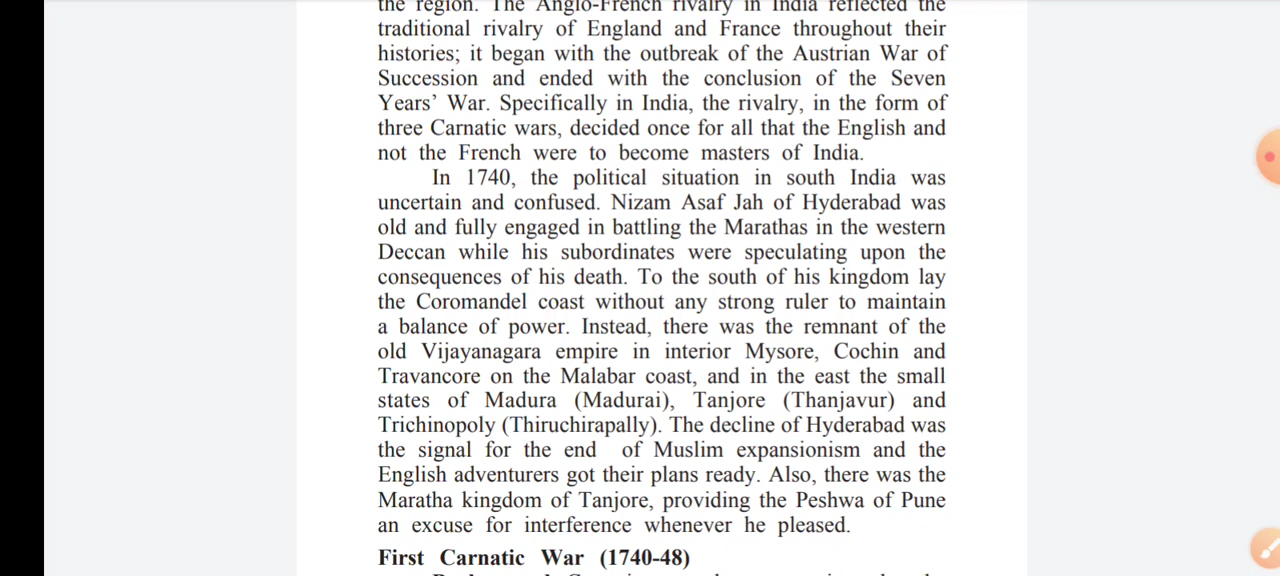 the region. The Anglo-French rivalry in India reflected the
traditional rivalry of England and France throughout their
histories; it began with the outbreak of the Austrian War of
Succession and ended with the conclusion of the Seven
Years’ War. Specifically in India, the rivalry, in the form of
three Carnatic wars, decided once for all that the English and
not the French were to become masters of India.
In 1740, the political situation in south India was
uncertain and confused. Nizam Asaf Jah of Hyderabad was
old and fully engaged in battling the Marathas in the western
Deccan while his subordinates were speculating upon the
consequences of his death. To the south of his kingdom lay
the Coromandel coast without any strong ruler to maintain
a balance of power. Instead, there was the remnant of the
old Vijayanagara empire in interior Mysore, Cochin and
Travancore on the Malabar coast, and in the east the small
states of Madura (Madurai), Tanjore (Thanjavur) and
Trichinopoly (Thiruchirapally). The decline of Hyderabad was
the signal for the end of Muslim expansionism and the
English adventurers got their plans ready. Also, there was the
Maratha kingdom of Tanjore, providing the Peshwa of Pune
an excuse for interference whenever he pleased.
First Carnatic War (1740-48)